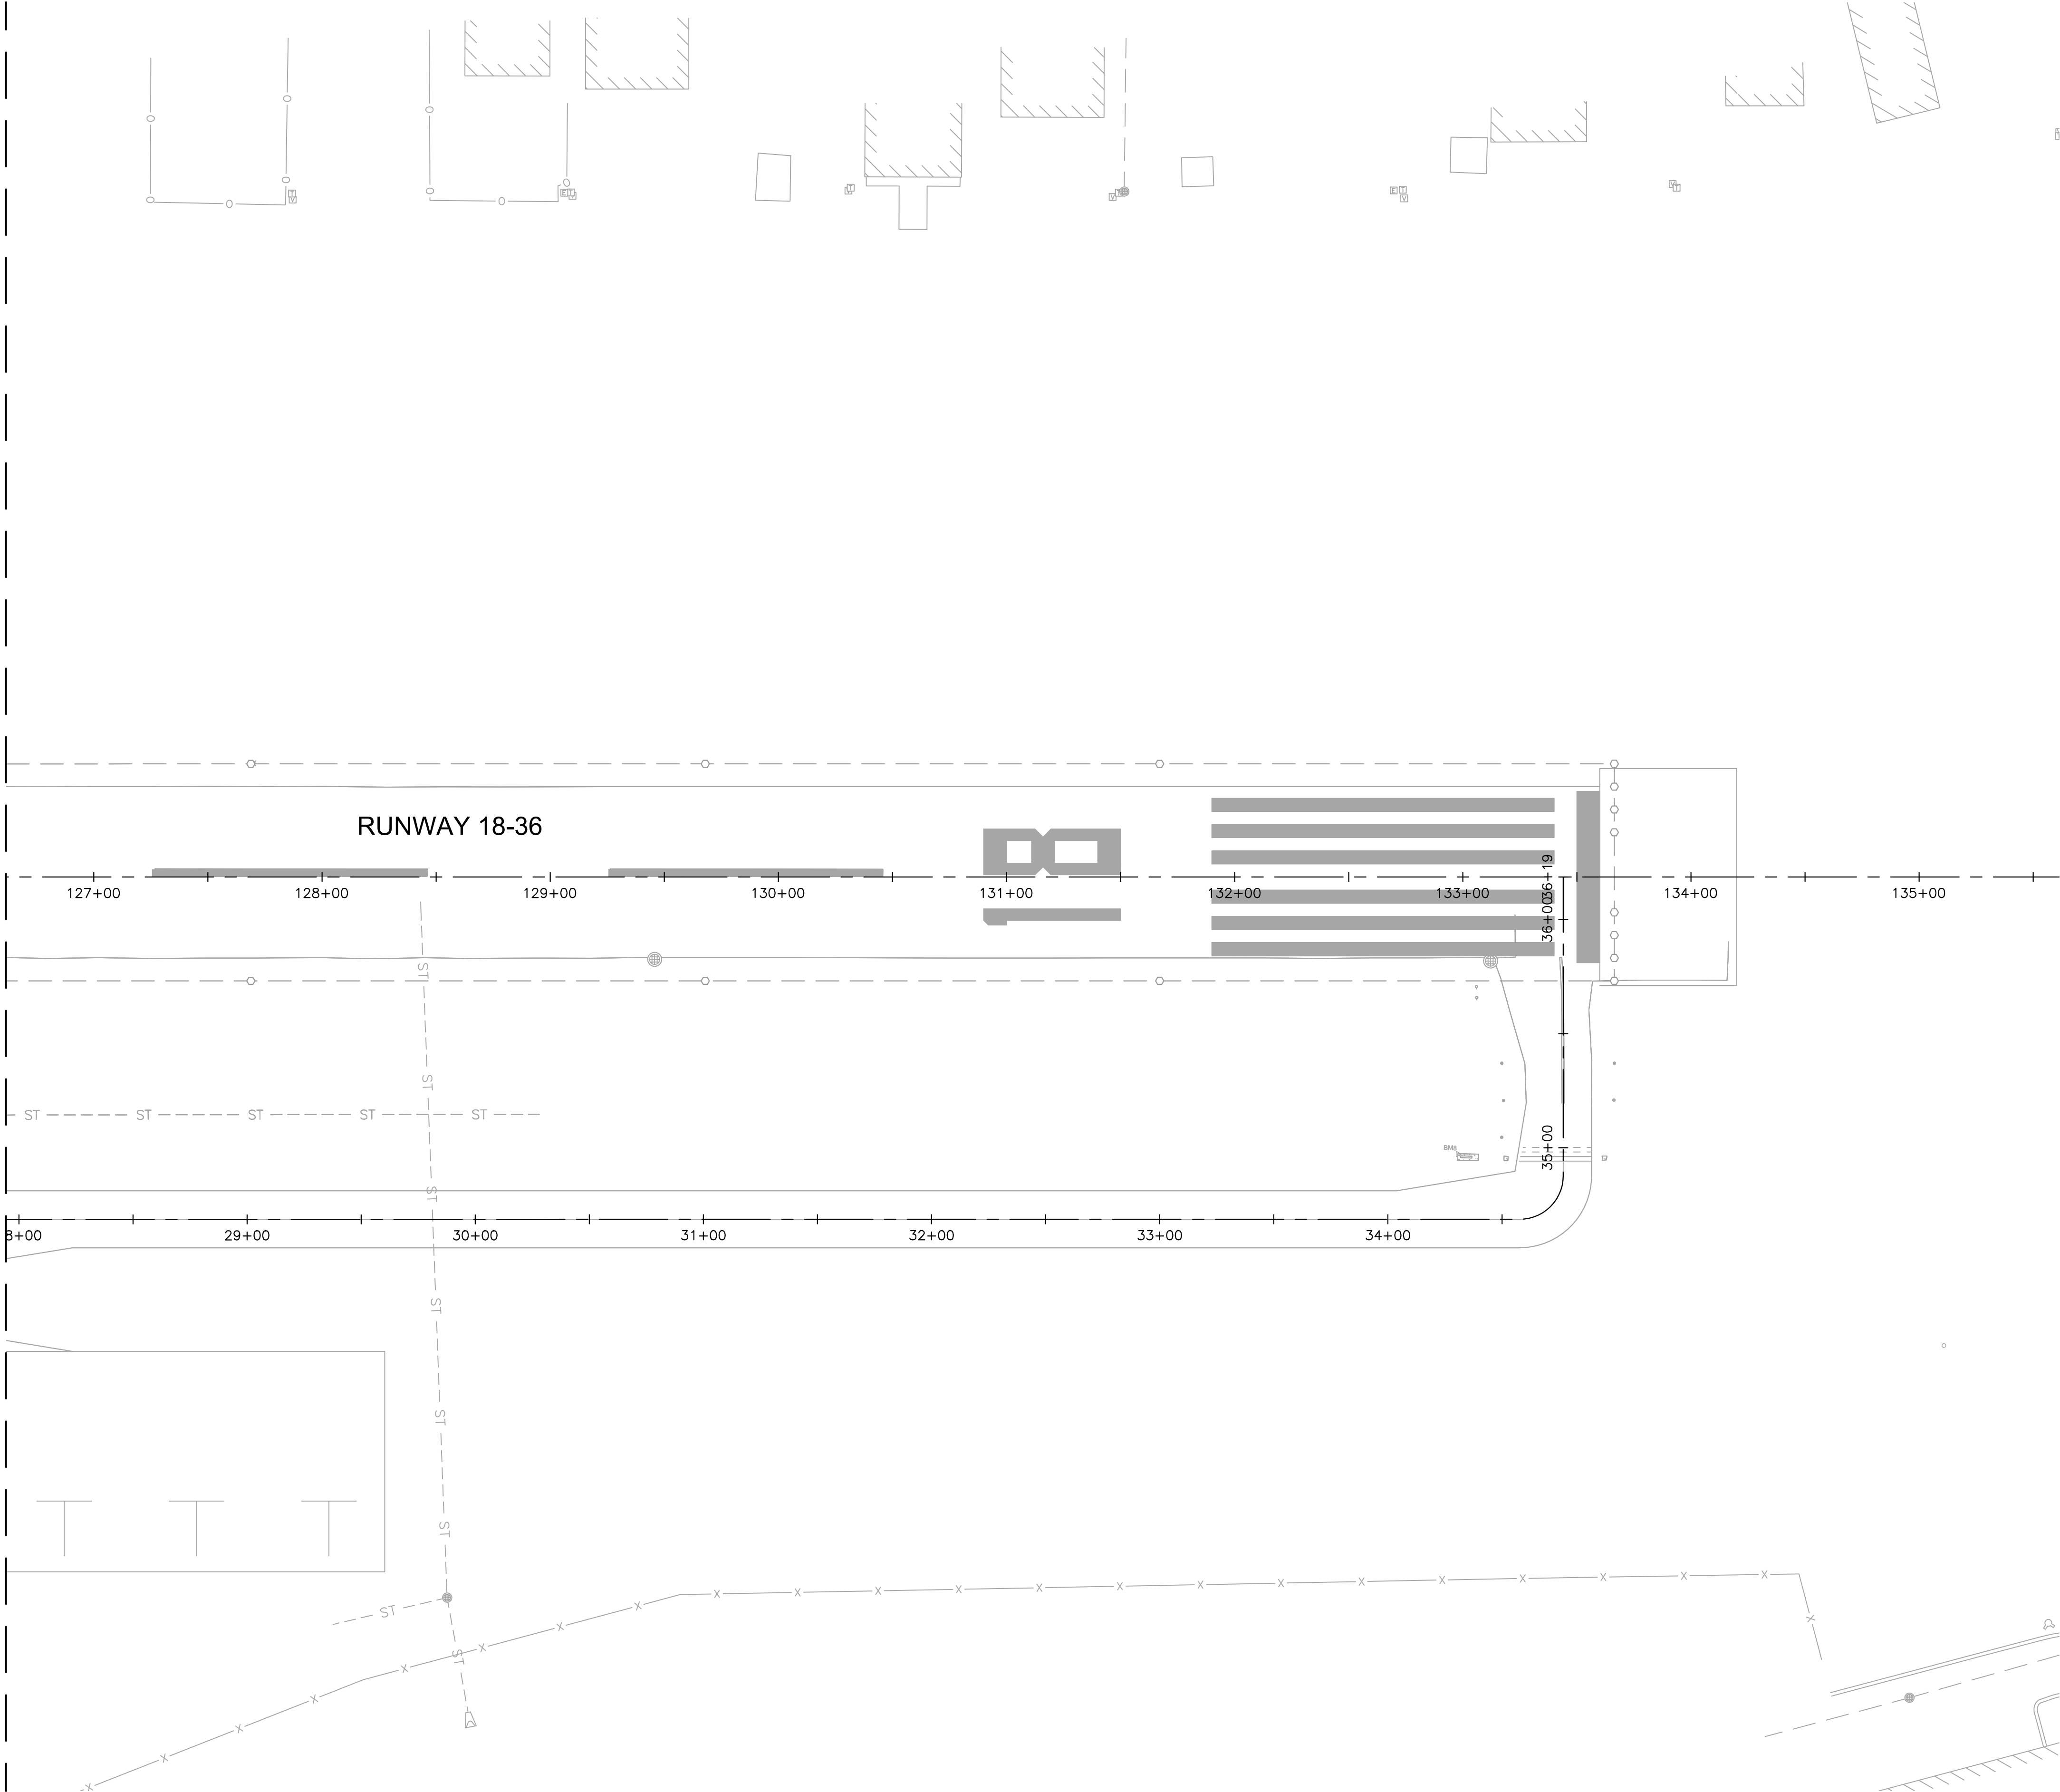 O O
O O
O O O O
O O O
T V
E T V
V T
V T
E T V
V T
E T
RUNWAY 18-36
18
127+00 128+00 129+00 130+00 131+00 132+00 133+00 134+00 135+00
36+19
36+00
ST
ST
ST ST ST ST ST
BM8
35+00
ST
8+00 29+00 30+00 31+00 32+00 33+00 34+00
ST
ST
ST
ST
ST
X X X X X X X X X X X X X X X X X X X X X X X X